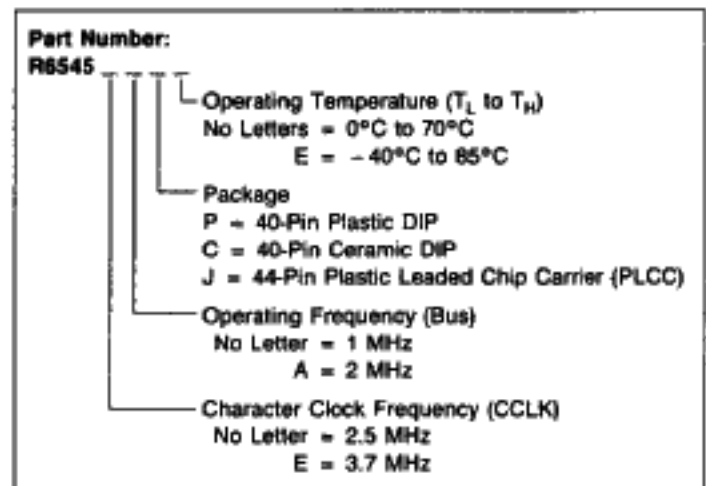 Part Number:
R6545 _ _ _ _
Operating Temperature (TL to TH)
No Letters = 0°C to 70°C
E = −40°C to 85°C
Package
P = 40-Pin Plastic DIP
C = 40-Pin Ceramic DIP
J = 44-Pin Plastic Leaded Chip Carrier (PLCC)
Operating Frequency (Bus)
No Letter = 1 MHz
A = 2 MHz
Character Clock Frequency (CCLK)
No Letter = 2.5 MHz
E = 3.7 MHz